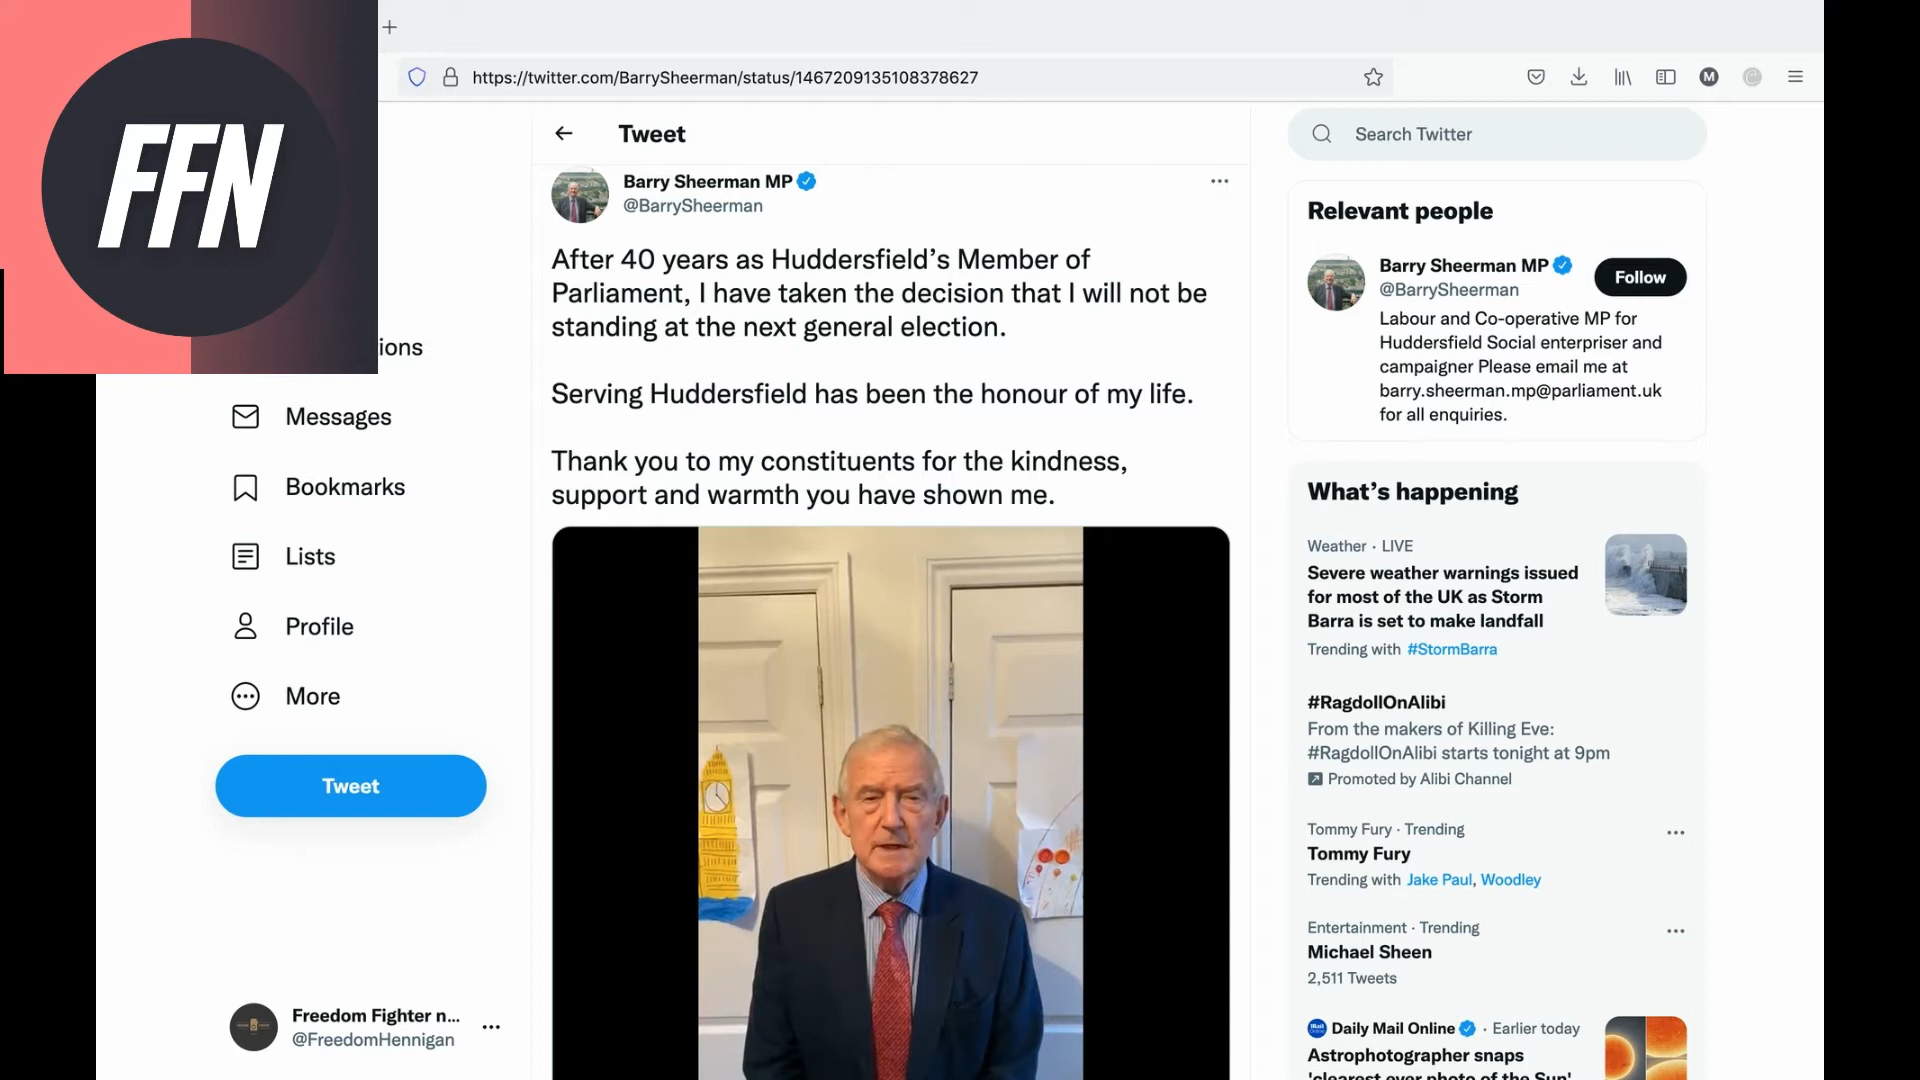 FFN
https://twitter.com/BarrySheerman/status/1467209135108378627
M
Tweet
Search Twitter
Barry Sheerman MP
@BarrySheerman
After 40 years as Huddersfield’s Member of
Parliament, I have taken the decision that I will not be
standing at the next general election.
Serving Huddersfield has been the honour of my life.
Thank you to my constituents for the kindness,
support and warmth you have shown me.
ions
Messages
Bookmarks
Lists
Profile
More
Tweet
Freedom Fighter n...
@FreedomHennigan
Relevant people
Barry Sheerman MP
@BarrySheerman
Follow
Labour and Co-operative MP for
Huddersfield Social enterpriser and
campaigner Please email me at
barry.sheerman.mp@parliament.uk
for all enquiries.
What’s happening
Weather · LIVE
Severe weather warnings issued
for most of the UK as Storm
Barra is set to make landfall
Trending with #StormBarra
#RagdollOnAlibi
From the makers of Killing Eve:
#RagdollOnAlibi starts tonight at 9pm
Promoted by Alibi Channel
Tommy Fury · Trending
Tommy Fury
Trending with Jake Paul, Woodley
Entertainment · Trending
Michael Sheen
2,511 Tweets
Daily Mail Online · Earlier today
Astrophotographer snaps
'clearest ever photo of the Sun'